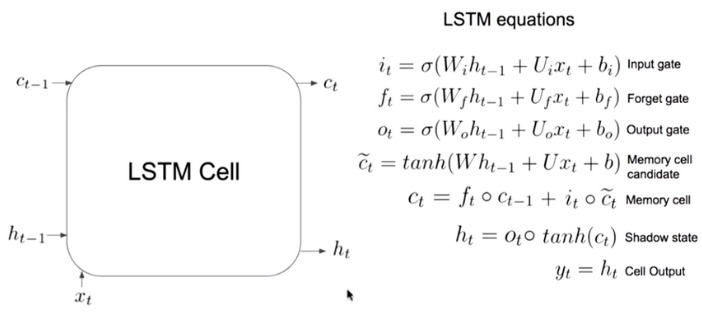 LSTM equations
c_{t-1}
c_t
LSTM Cell
h_{t-1}
h_t
x_t
i_t = σ(W_i h_{t-1} + U_i x_t + b_i) Input gate
f_t = σ(W_f h_{t-1} + U_f x_t + b_f) Forget gate
o_t = σ(W_o h_{t-1} + U_o x_t + b_o) Output gate
c̃_t = tanh(W h_{t-1} + U x_t + b) Memory cell
candidate
c_t = f_t ∘ c_{t-1} + i_t ∘ c̃_t Memory cell
h_t = o_t ∘ tanh(c_t) Shadow state
y_t = h_t Cell Output